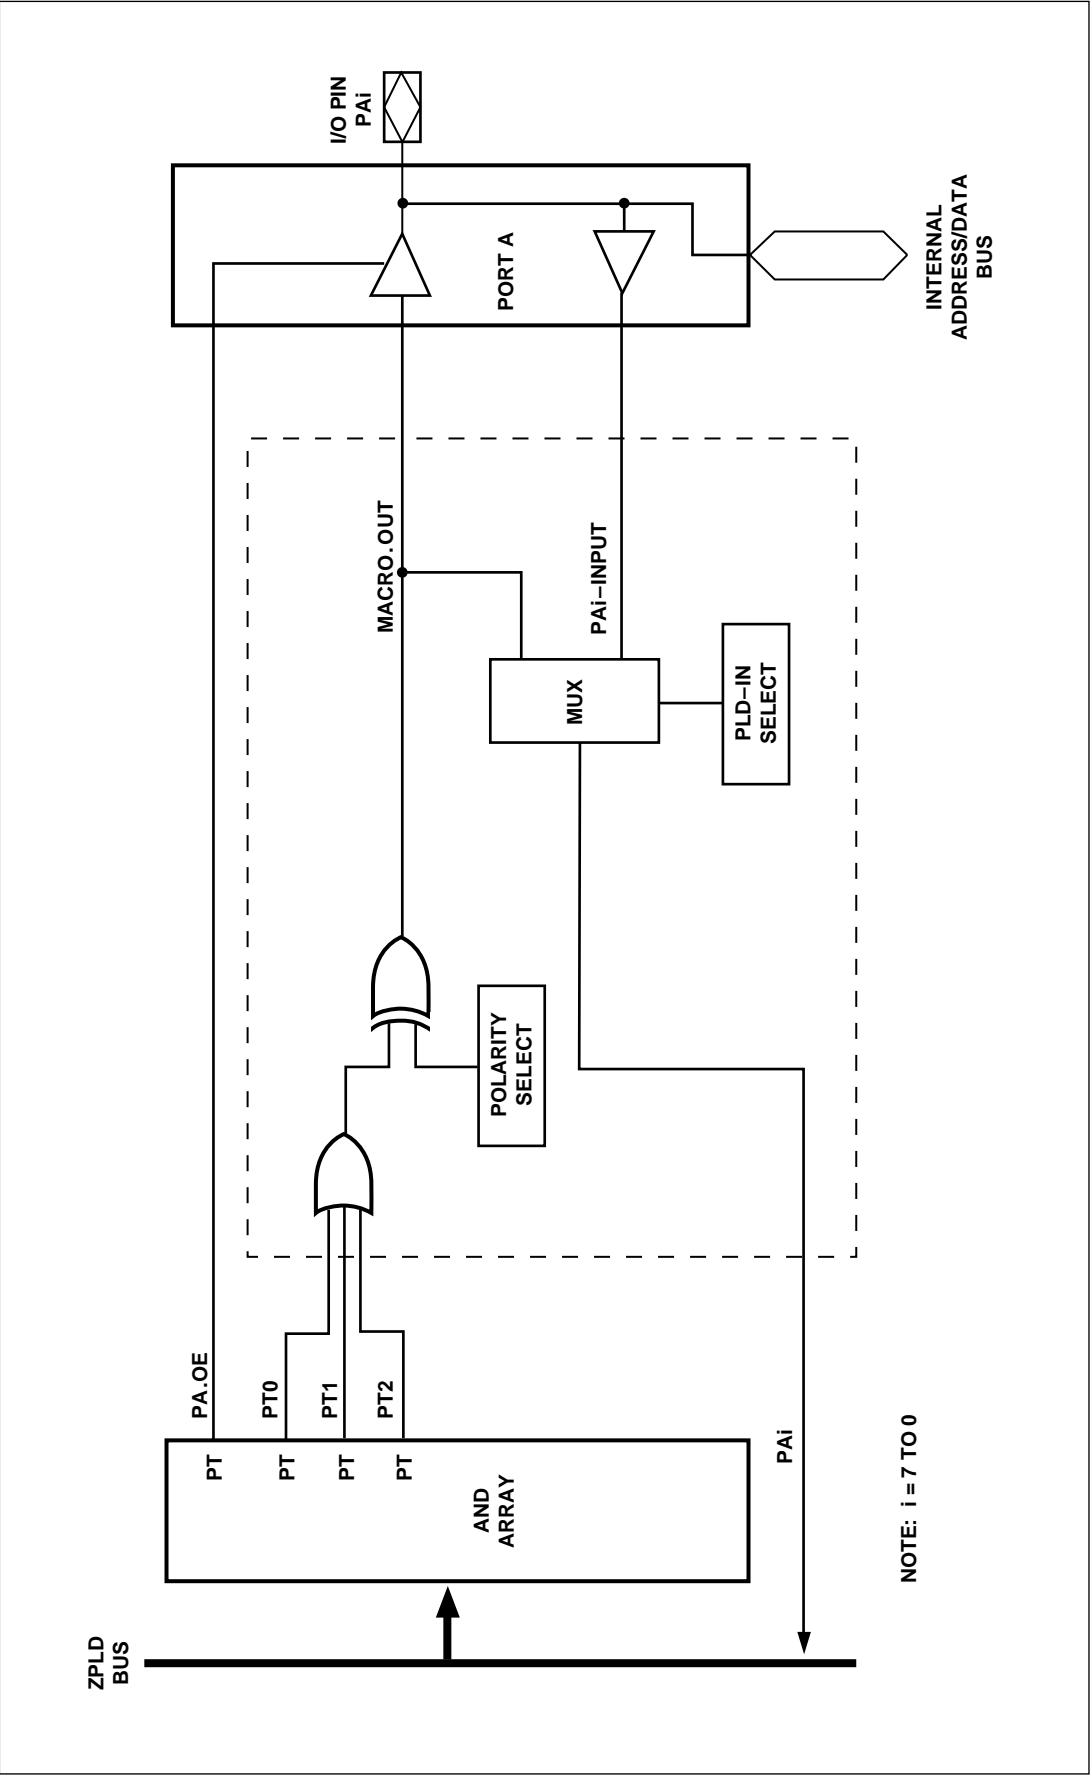 ZPLD
BUS
PT
PT
PT
PT
AND
ARRAY
PA.OE
PT0
PT1
PT2
PAi
POLARITY
SELECT
MUX
PLD–IN
SELECT
MACRO.OUT
PAi–INPUT
PORT A
I/O PIN
PAi
INTERNAL
ADDRESS/DATA
BUS
NOTE: i = 7 TO 0